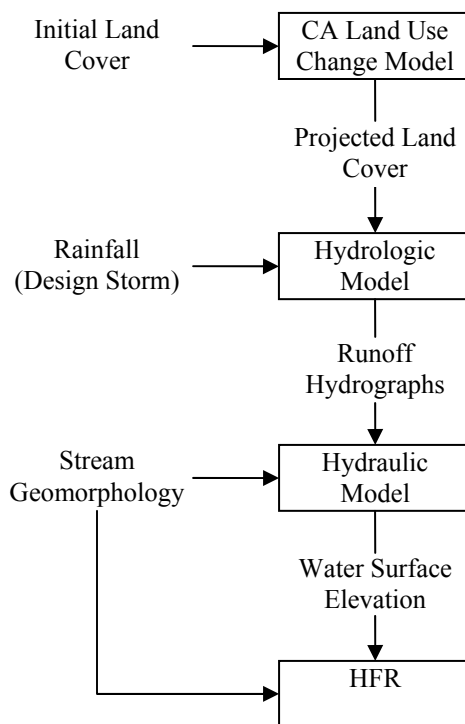 Initial Land
Cover
CA Land Use
Change Model
Projected Land
Cover
Rainfall
(Design Storm)
Hydrologic
Model
Runoff
Hydrographs
Stream
Geomorphology
Hydraulic
Model
Water Surface
Elevation
HFR